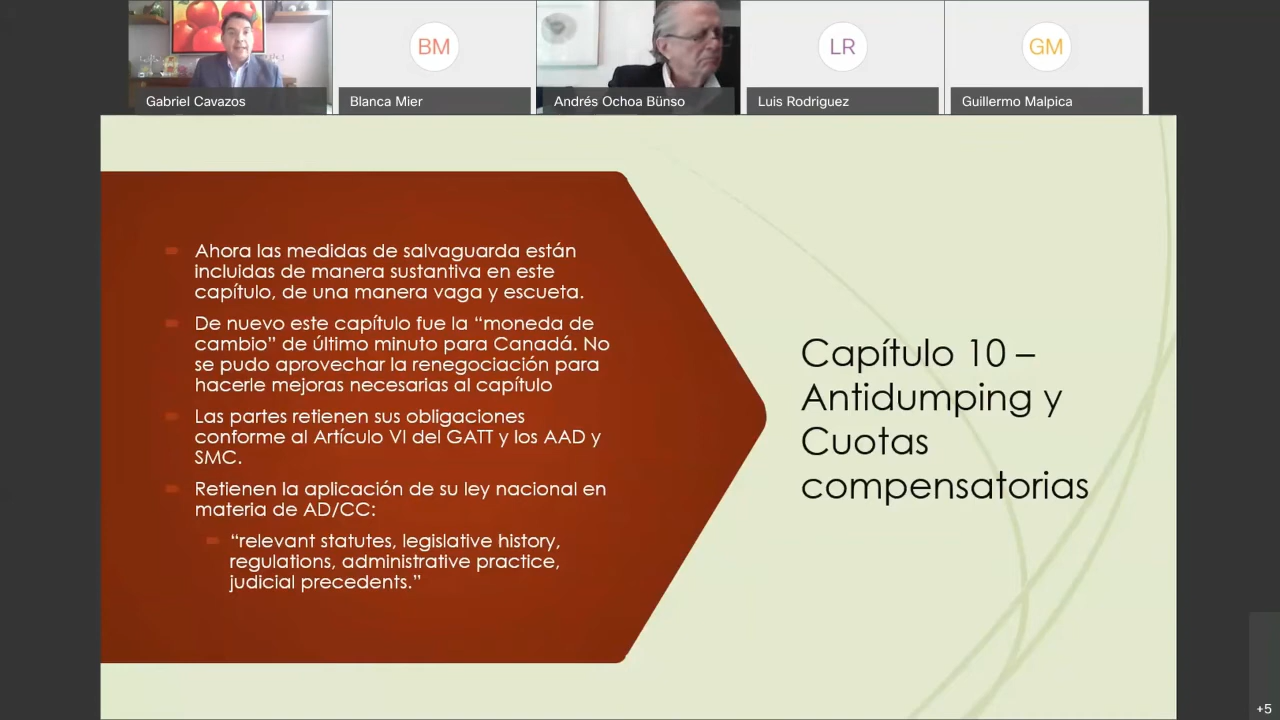 BM
LR
GM
Gabriel Cavazos
Blanca Mier
Andrés Ochoa Bünso
Luis Rodriguez
Guillermo Malpica
Ahora las medidas de salvaguarda están
incluidas de manera sustantiva en este
capítulo, de una manera vaga y escueta.
De nuevo este capítulo fue la “moneda de
cambio” de último minuto para Canadá. No
se pudo aprovechar la renegociación para
hacerle mejoras necesarias al capítulo
Las partes retienen sus obligaciones
conforme al Artículo VI del GATT y los AAD y
SMC.
Retienen la aplicación de su ley nacional en
materia de AD/CC:
“relevant statutes, legislative history,
regulations, administrative practice,
judicial precedents.”
Capítulo 10 –
Antidumping y
Cuotas
compensatorias
+5